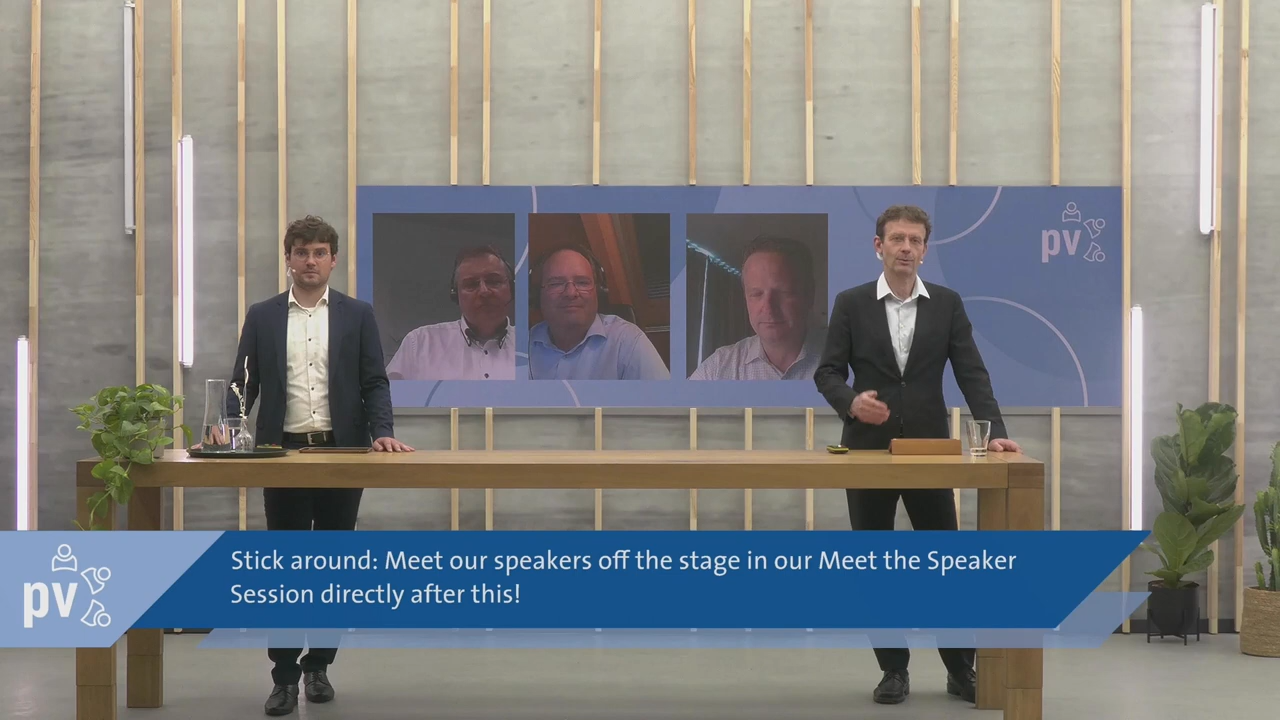 pv
pv
Stick around: Meet our speakers off the stage in our Meet the Speaker
Session directly after this!